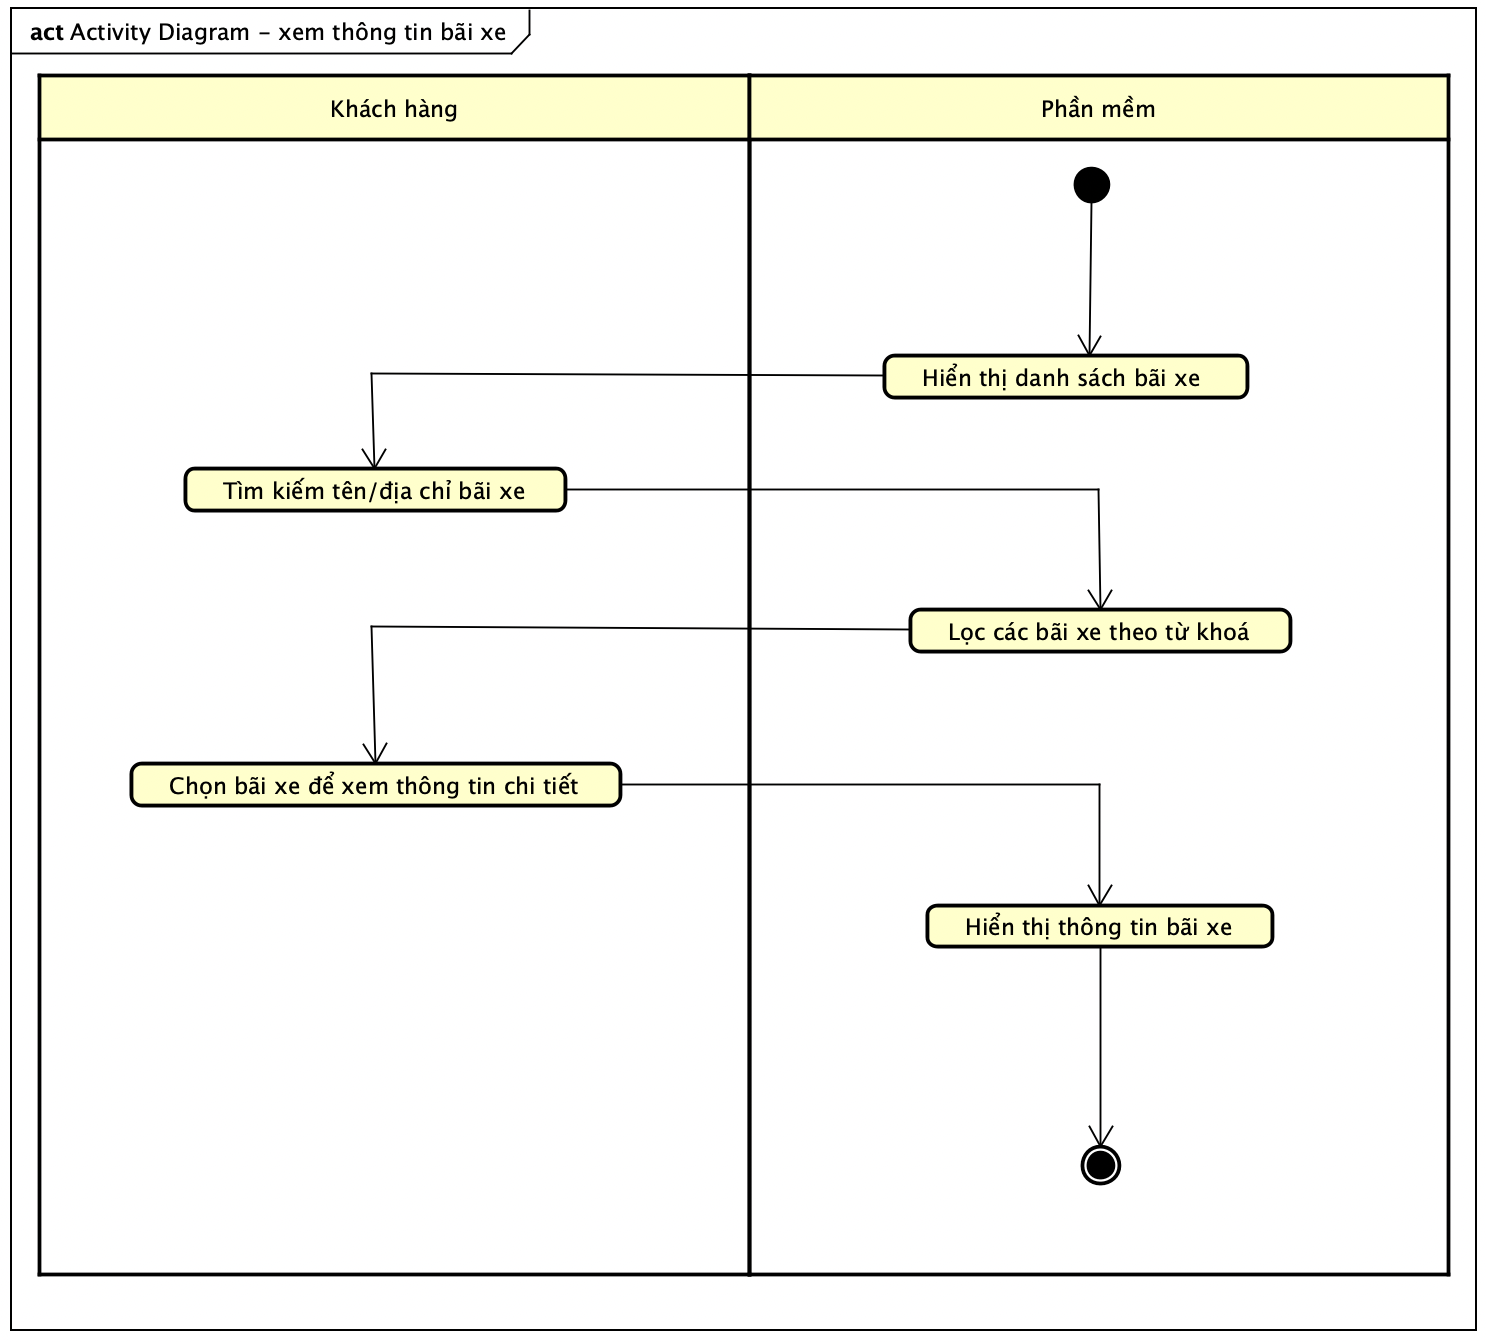 act Activity Diagram - xem thông tin bãi xe
Khách hàng
Phần mềm
Hiển thị danh sách bãi xe
Tìm kiếm tên/địa chỉ bãi xe
Lọc các bãi xe theo từ khoá
Chọn bãi xe để xem thông tin chi tiết
Hiển thị thông tin bãi xe